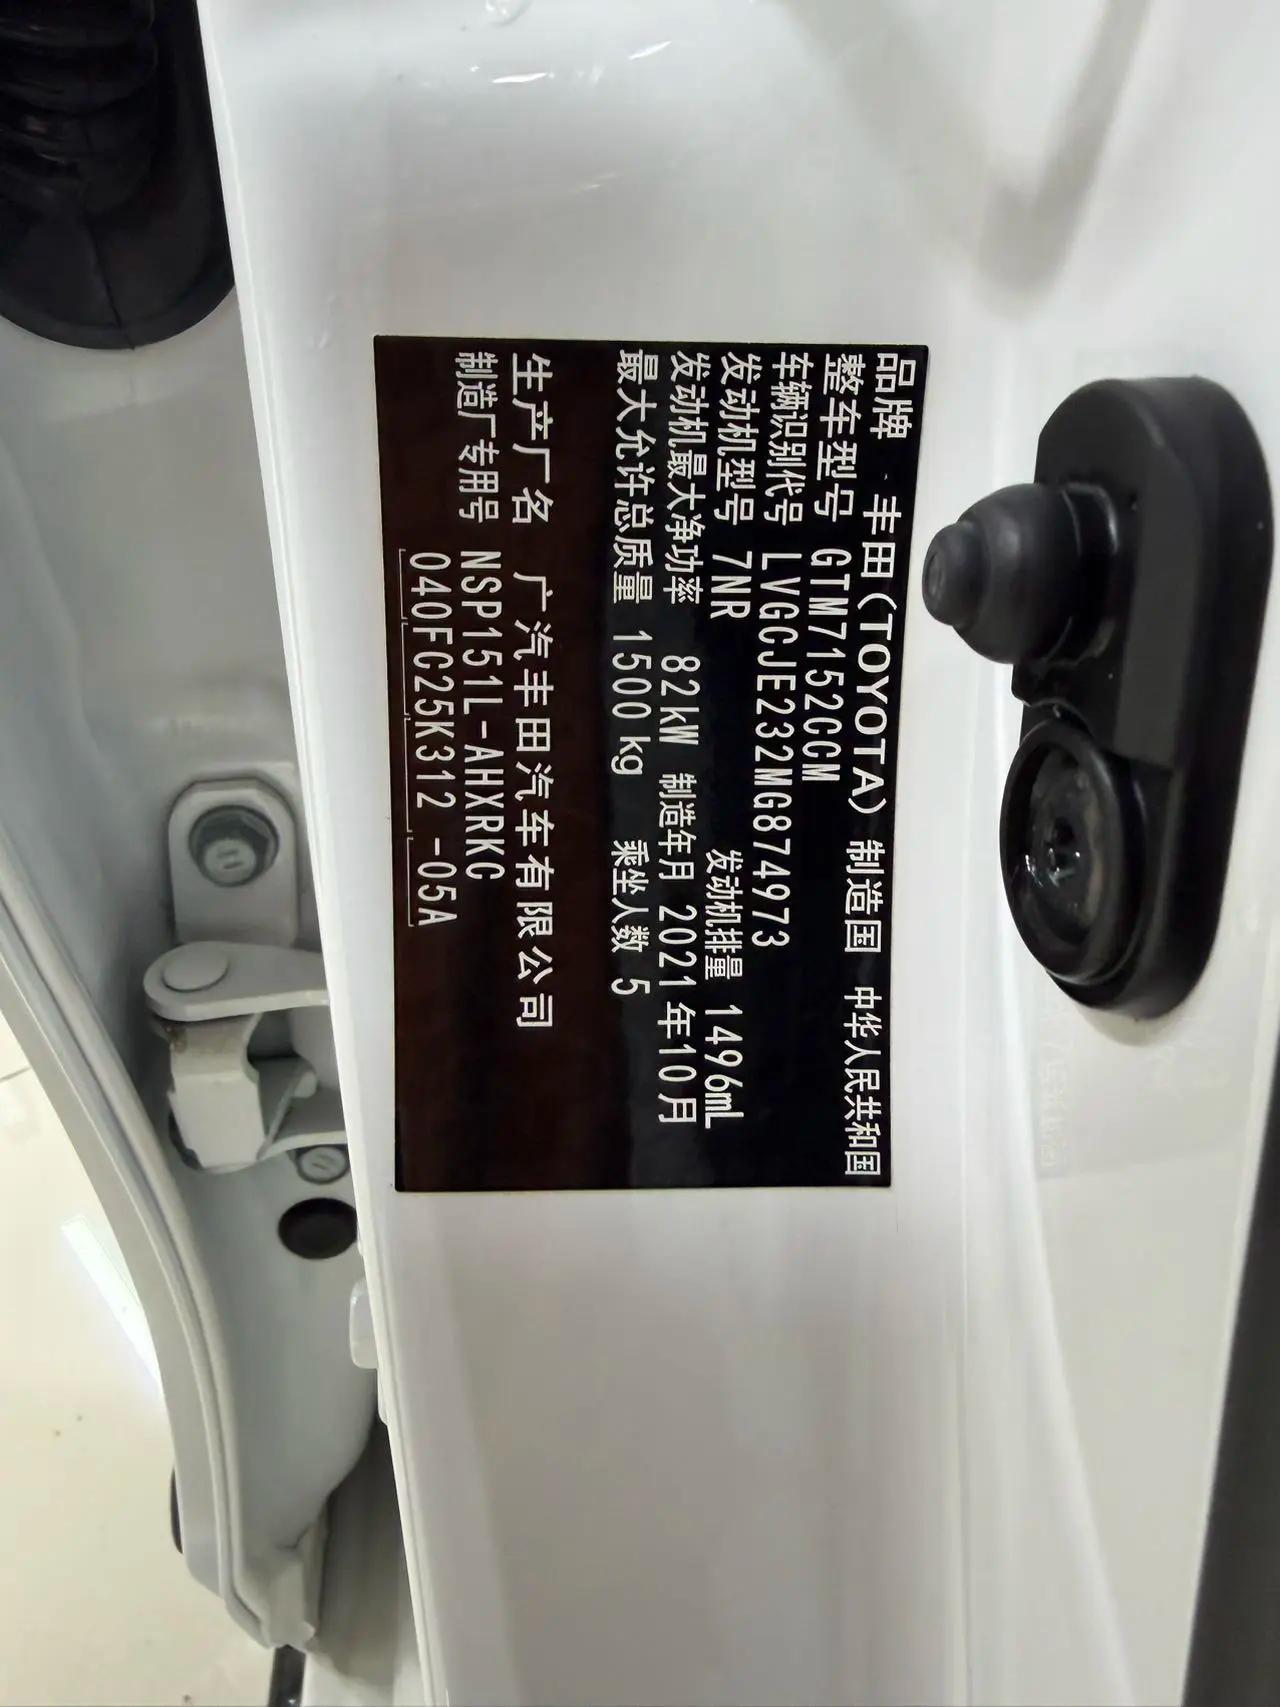 品牌 丰田(TOYOTA) 制造国 中华人民共和国
整车型号 GTM7152CCM
车辆识别代号 LVGCJE232MG874973
发动机型号 7NR 发动机排量 1496mL
发动机最大净功率 82kW 制造年月 2021年10月
最大允许总质量 1500kg 乘坐人数 5
生产厂名 广汽丰田汽车有限公司
制造厂专用号 NSP151L-AHXRKC
040FC25K312 -05A